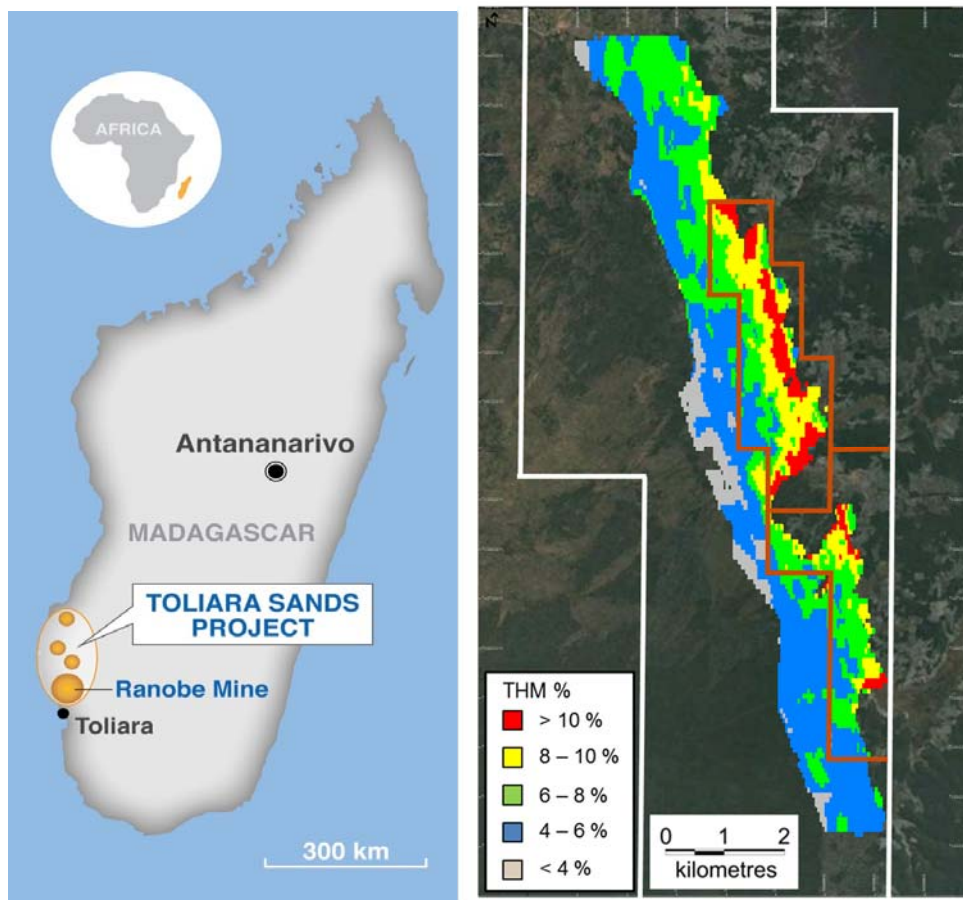 AFRICA
Antananarivo
MADAGASCAR
TOLIARA SANDS
PROJECT
Ranobe Mine
Toliara
300 km
THM %
> 10 %
8 – 10 %
6 – 8 %
4 – 6 %
< 4 %
0 1 2
kilometres